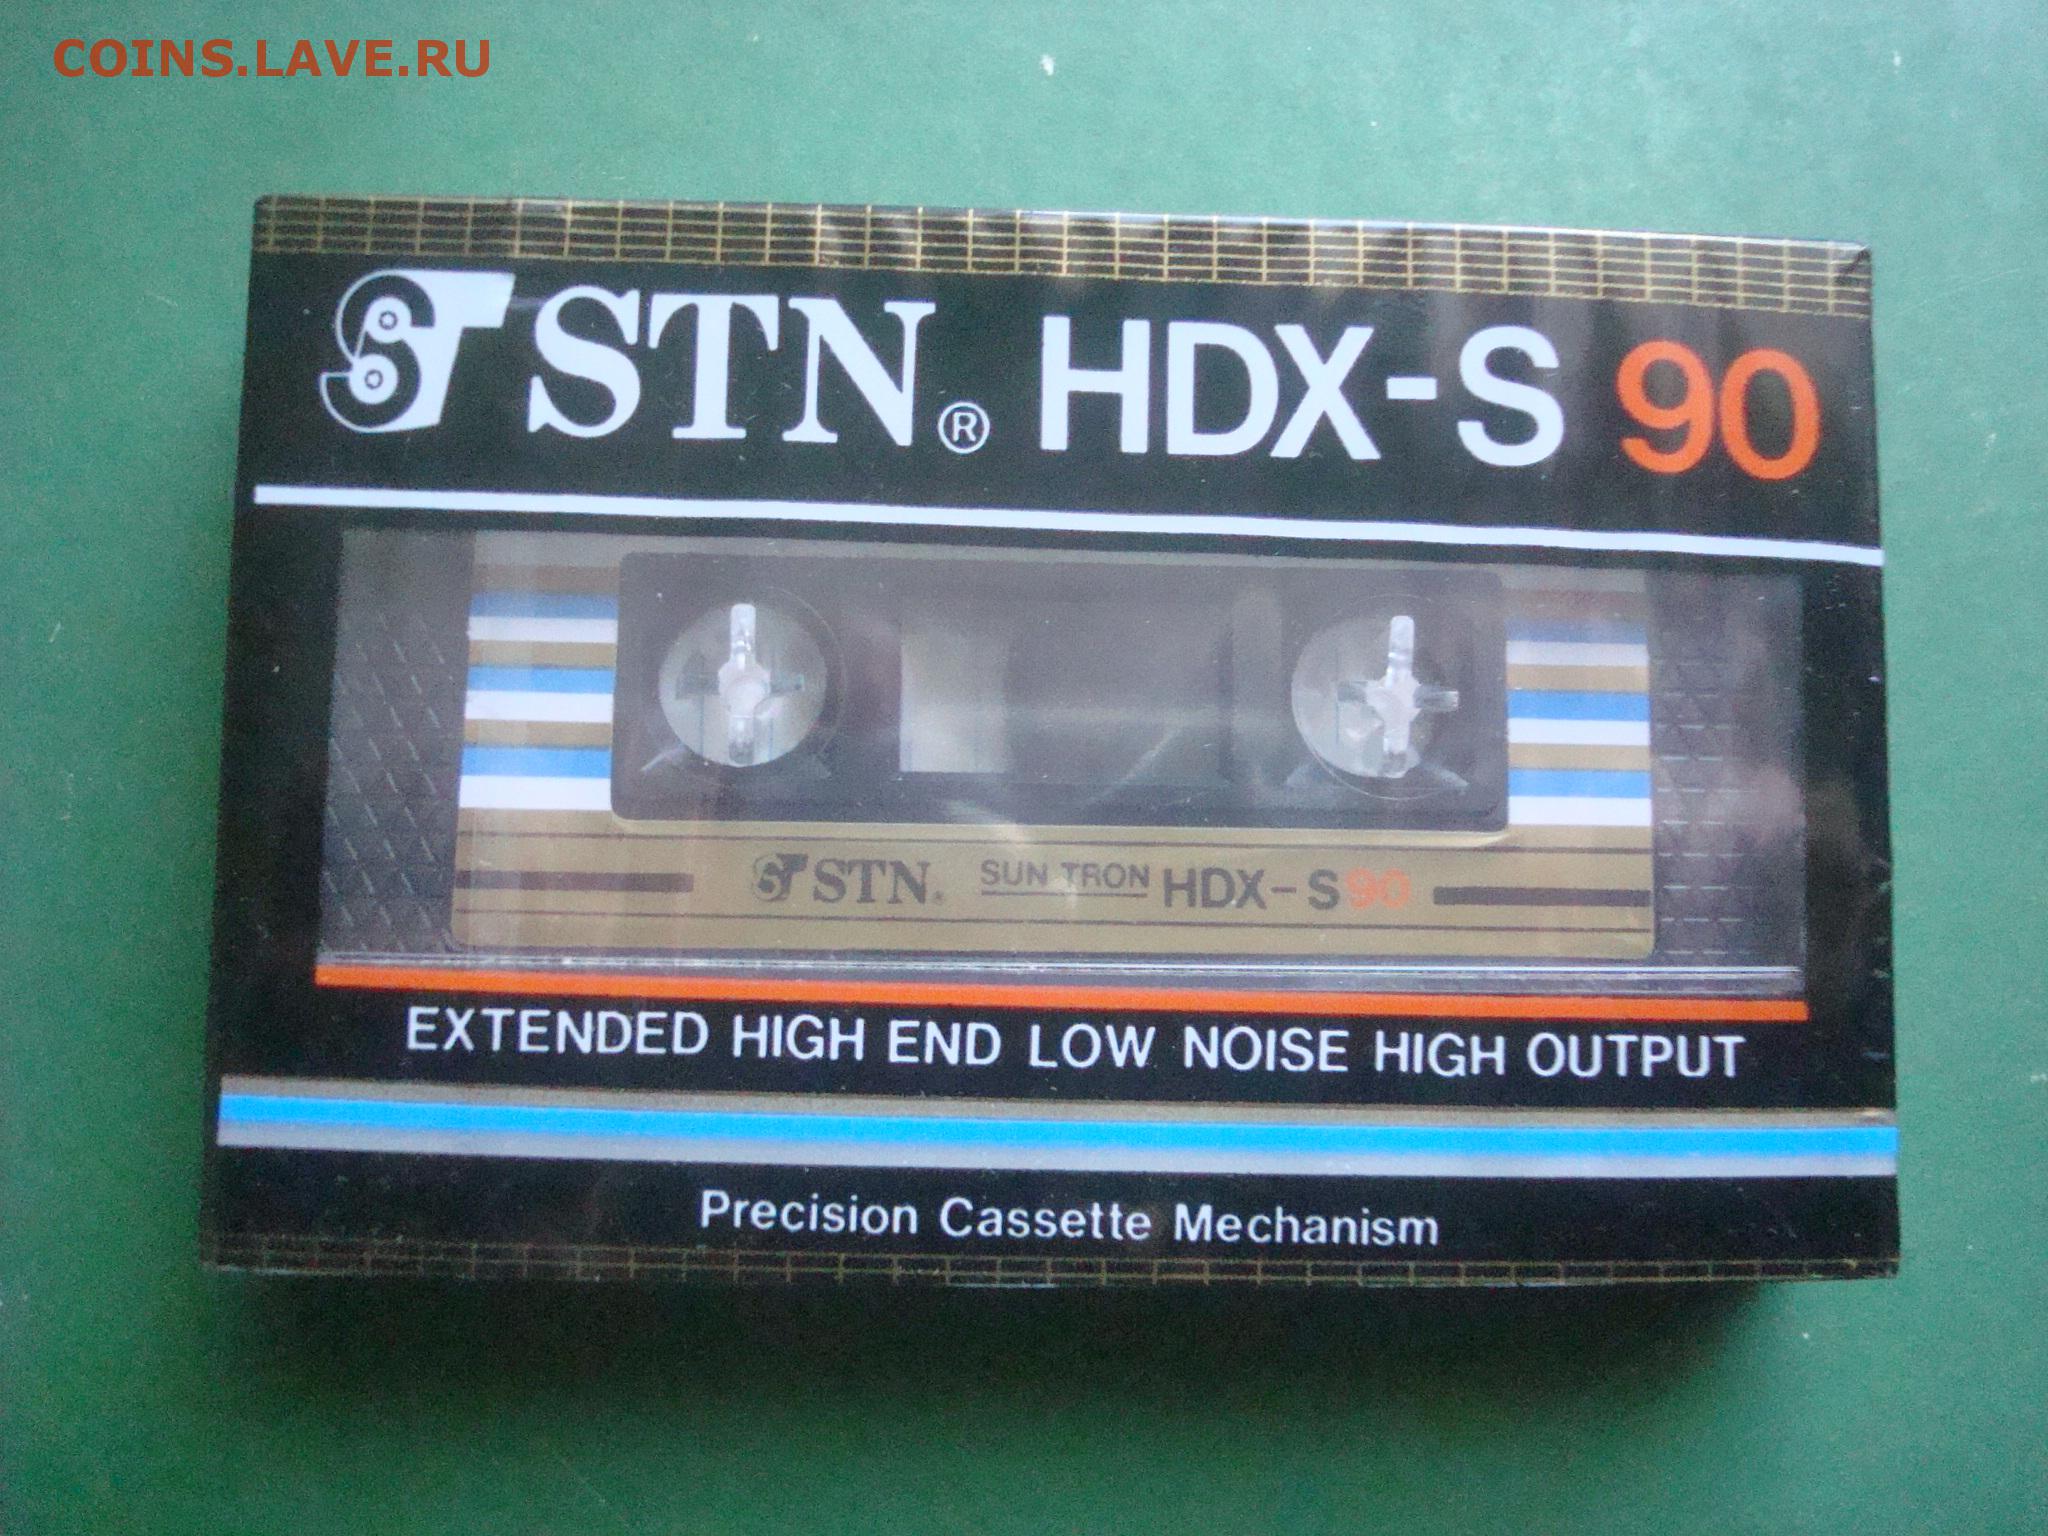 COINS.LAVE.RU
STN® HDX-S 90
STN® SUN TRON HDX-S 90
EXTENDED HIGH END LOW NOISE HIGH OUTPUT
Precision Cassette Mechanism